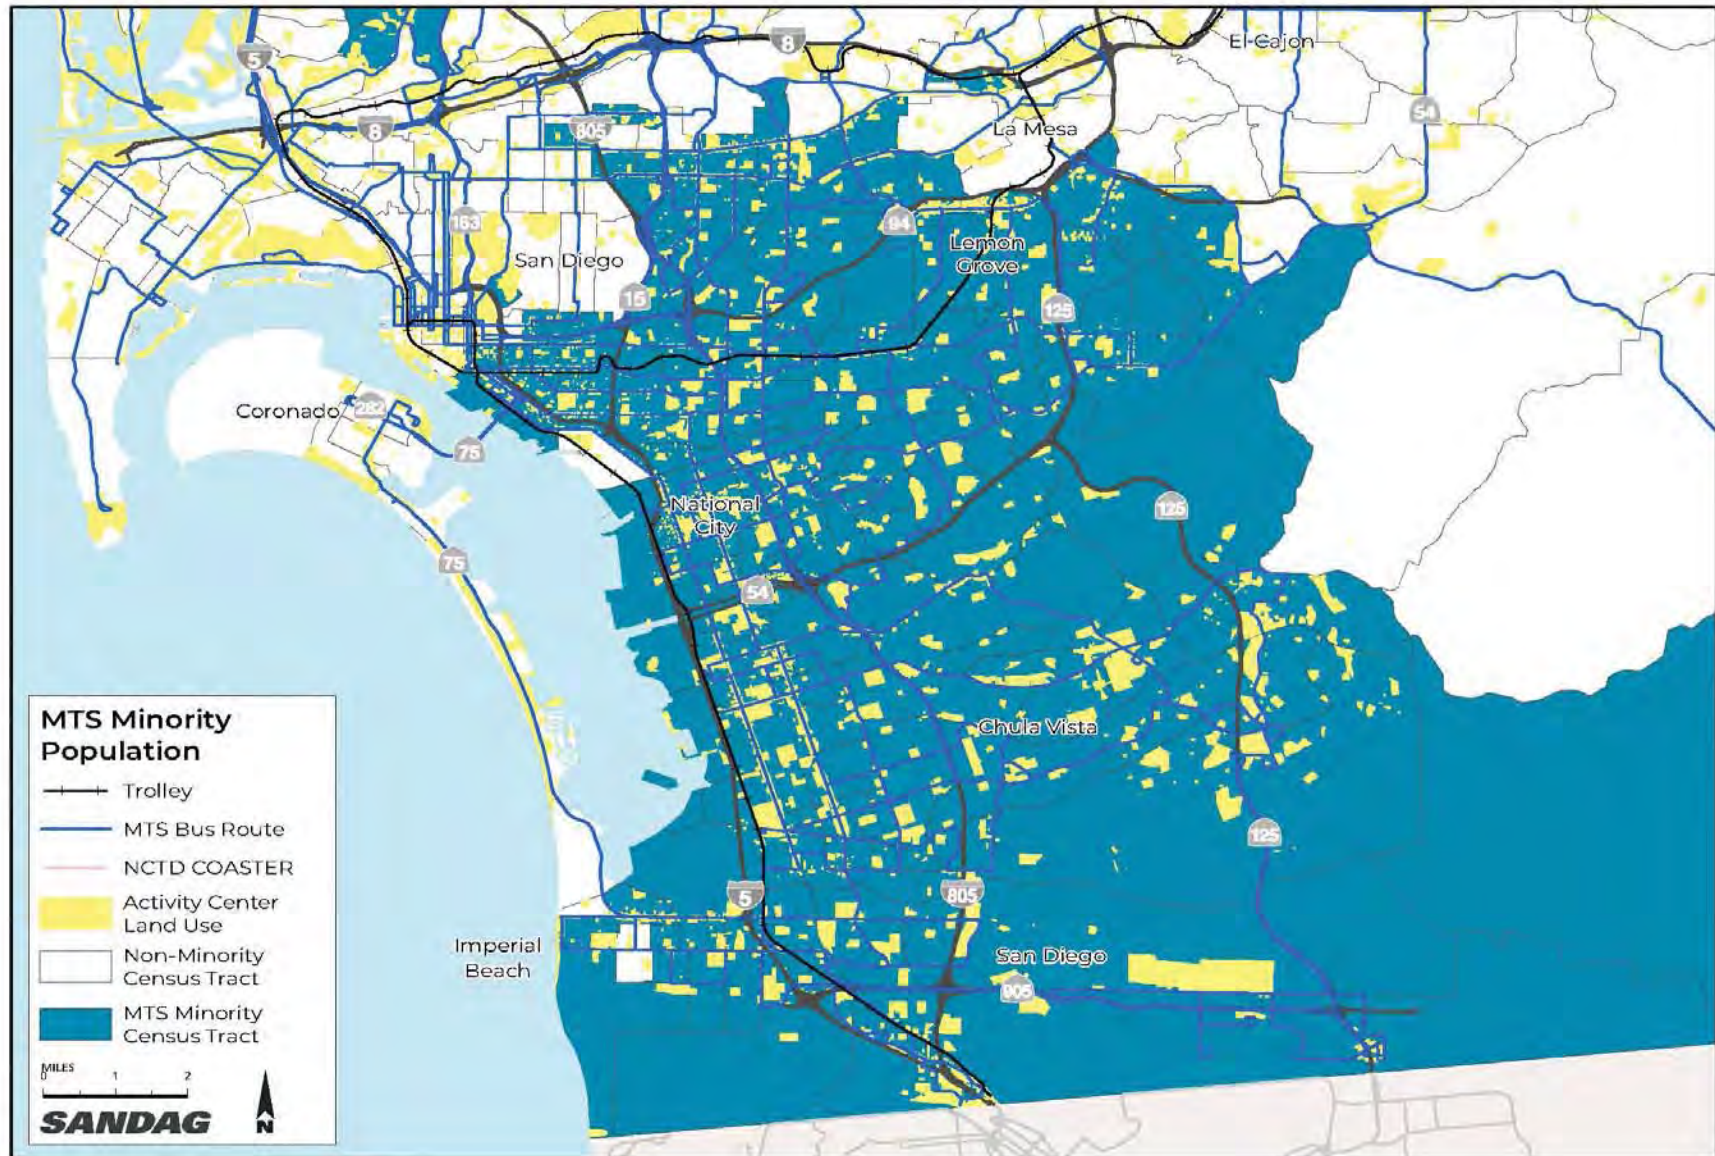 5
8
El Cajon
54
8
805
La Mesa
163
94
San Diego
Lemon
Grove
15
125
Coronado
282
75
National
City
125
75
54
MTS Minority
Population
Chula Vista
Trolley
MTS Bus Route
125
NCTD COASTER
5
805
Activity Center
Land Use
Non-Minority
Census Tract
Imperial
Beach
San Diego
905
MTS Minority
Census Tract
MILES
0 1 2
SANDAG
N